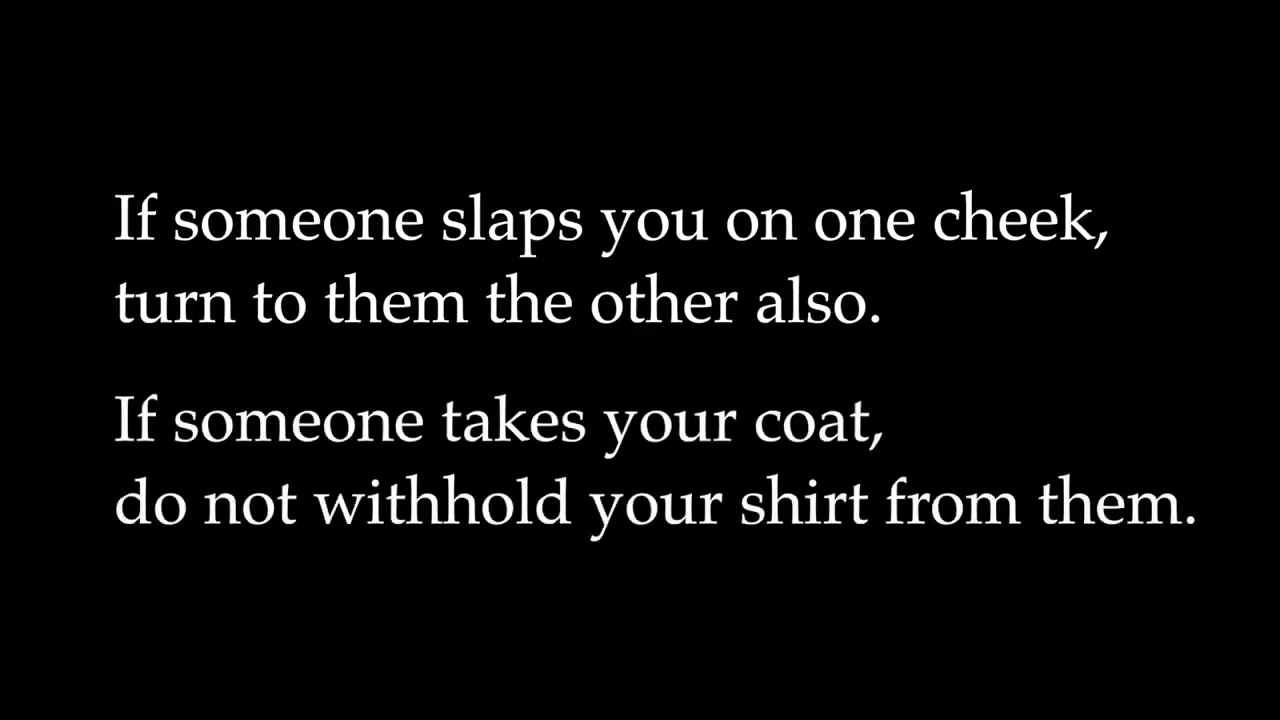 If someone slaps you on one cheek,
turn to them the other also.
If someone takes your coat,
do not withhold your shirt from them.